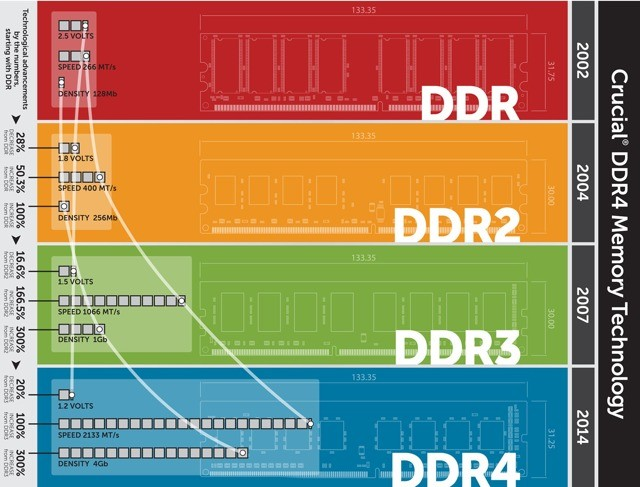 Crucial® DDR4 Memory Technology
Technological advancements
by the numbers,
starting with DDR
2002
133.35
31.75
2.5 VOLTS
SPEED 266 MT/s
DENSITY 128Mb
DDR
2004
133.35
30.00
28%
DECREASE
from DDR
1.8 VOLTS
50.3%
INCREASE
from DDR
SPEED 400 MT/s
100%
INCREASE
from DDR
DENSITY 256Mb
DDR2
2007
133.35
30.00
16.6%
DECREASE
from DDR2
1.5 VOLTS
166.5%
INCREASE
from DDR2
SPEED 1066 MT/s
300%
INCREASE
from DDR2
DENSITY 1Gb
DDR3
2014
133.35
31.25
20%
DECREASE
from DDR3
1.2 VOLTS
100%
INCREASE
from DDR3
SPEED 2133 MT/s
300%
INCREASE
from DDR3
DENSITY 4Gb
DDR4